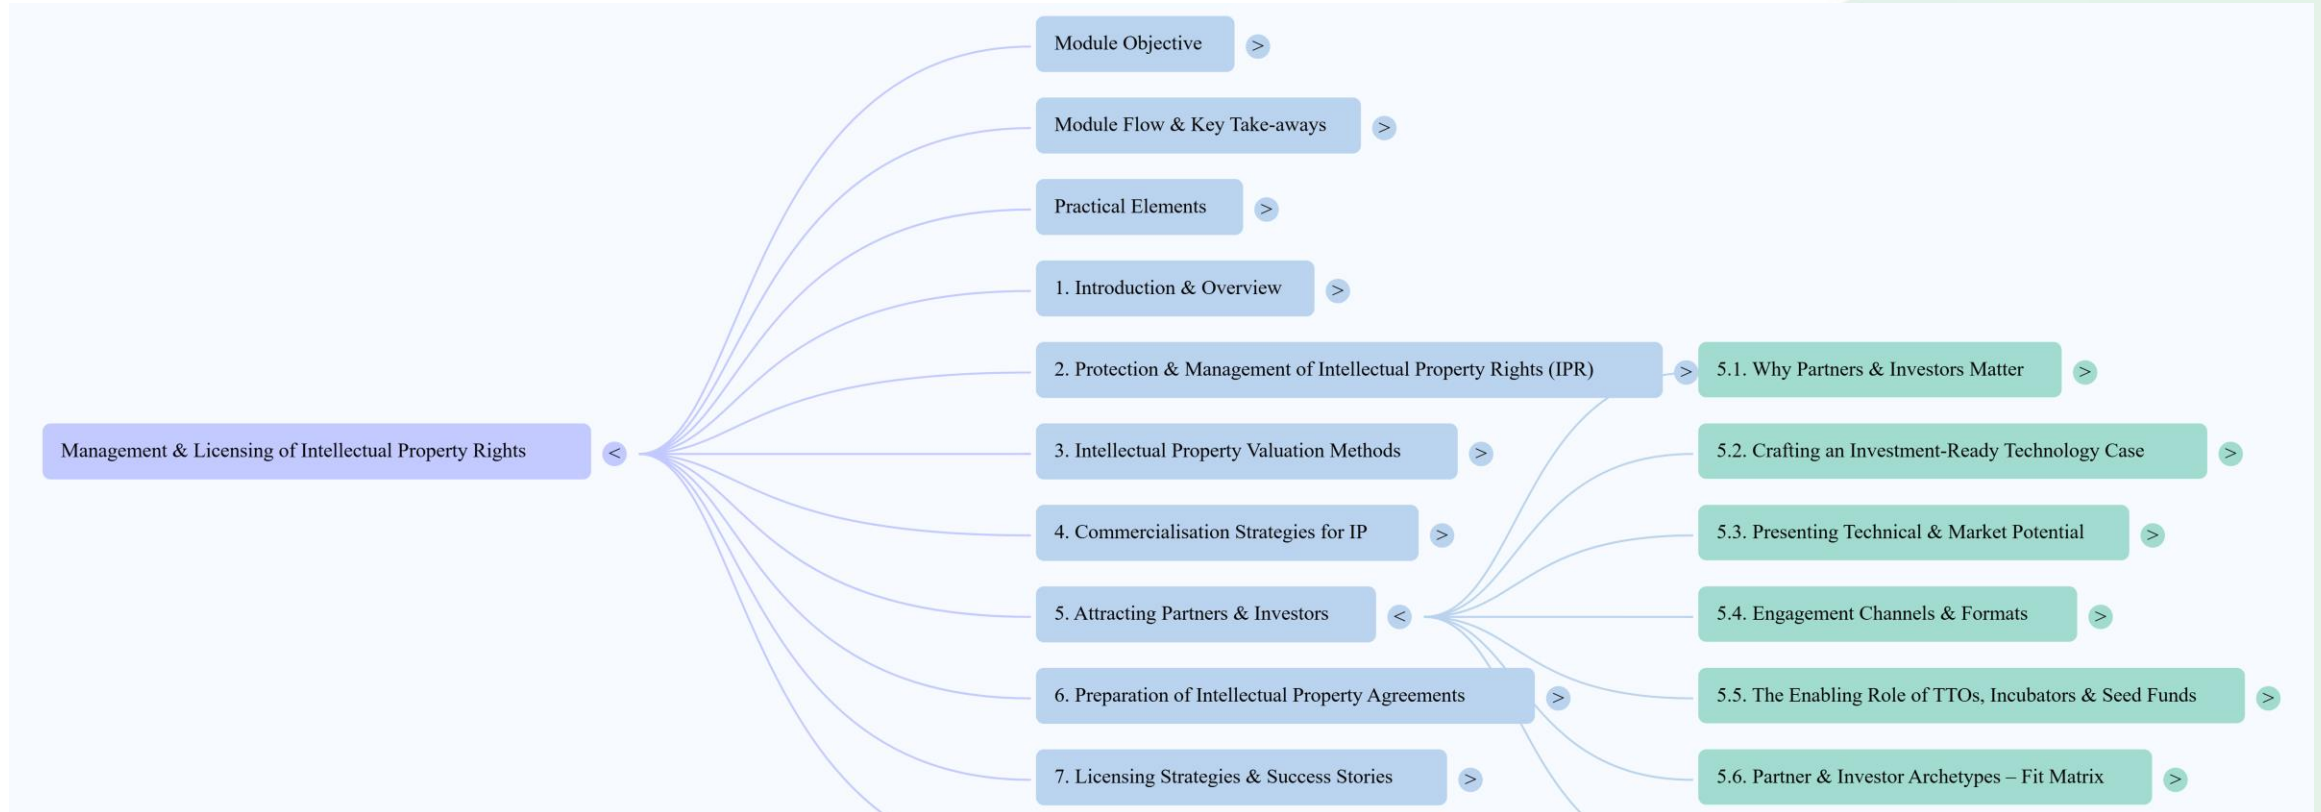 Management & Licensing of Intellectual Property Rights
<
Module Objective
>
Module Flow & Key Take-aways
>
Practical Elements
>
1. Introduction & Overview
>
2. Protection & Management of Intellectual Property Rights (IPR)
>
3. Intellectual Property Valuation Methods
>
4. Commercialisation Strategies for IP
>
5. Attracting Partners & Investors
<
6. Preparation of Intellectual Property Agreements
>
7. Licensing Strategies & Success Stories
>
5.1. Why Partners & Investors Matter
>
5.2. Crafting an Investment-Ready Technology Case
>
5.3. Presenting Technical & Market Potential
>
5.4. Engagement Channels & Formats
>
5.5. The Enabling Role of TTOs, Incubators & Seed Funds
>
5.6. Partner & Investor Archetypes – Fit Matrix
>